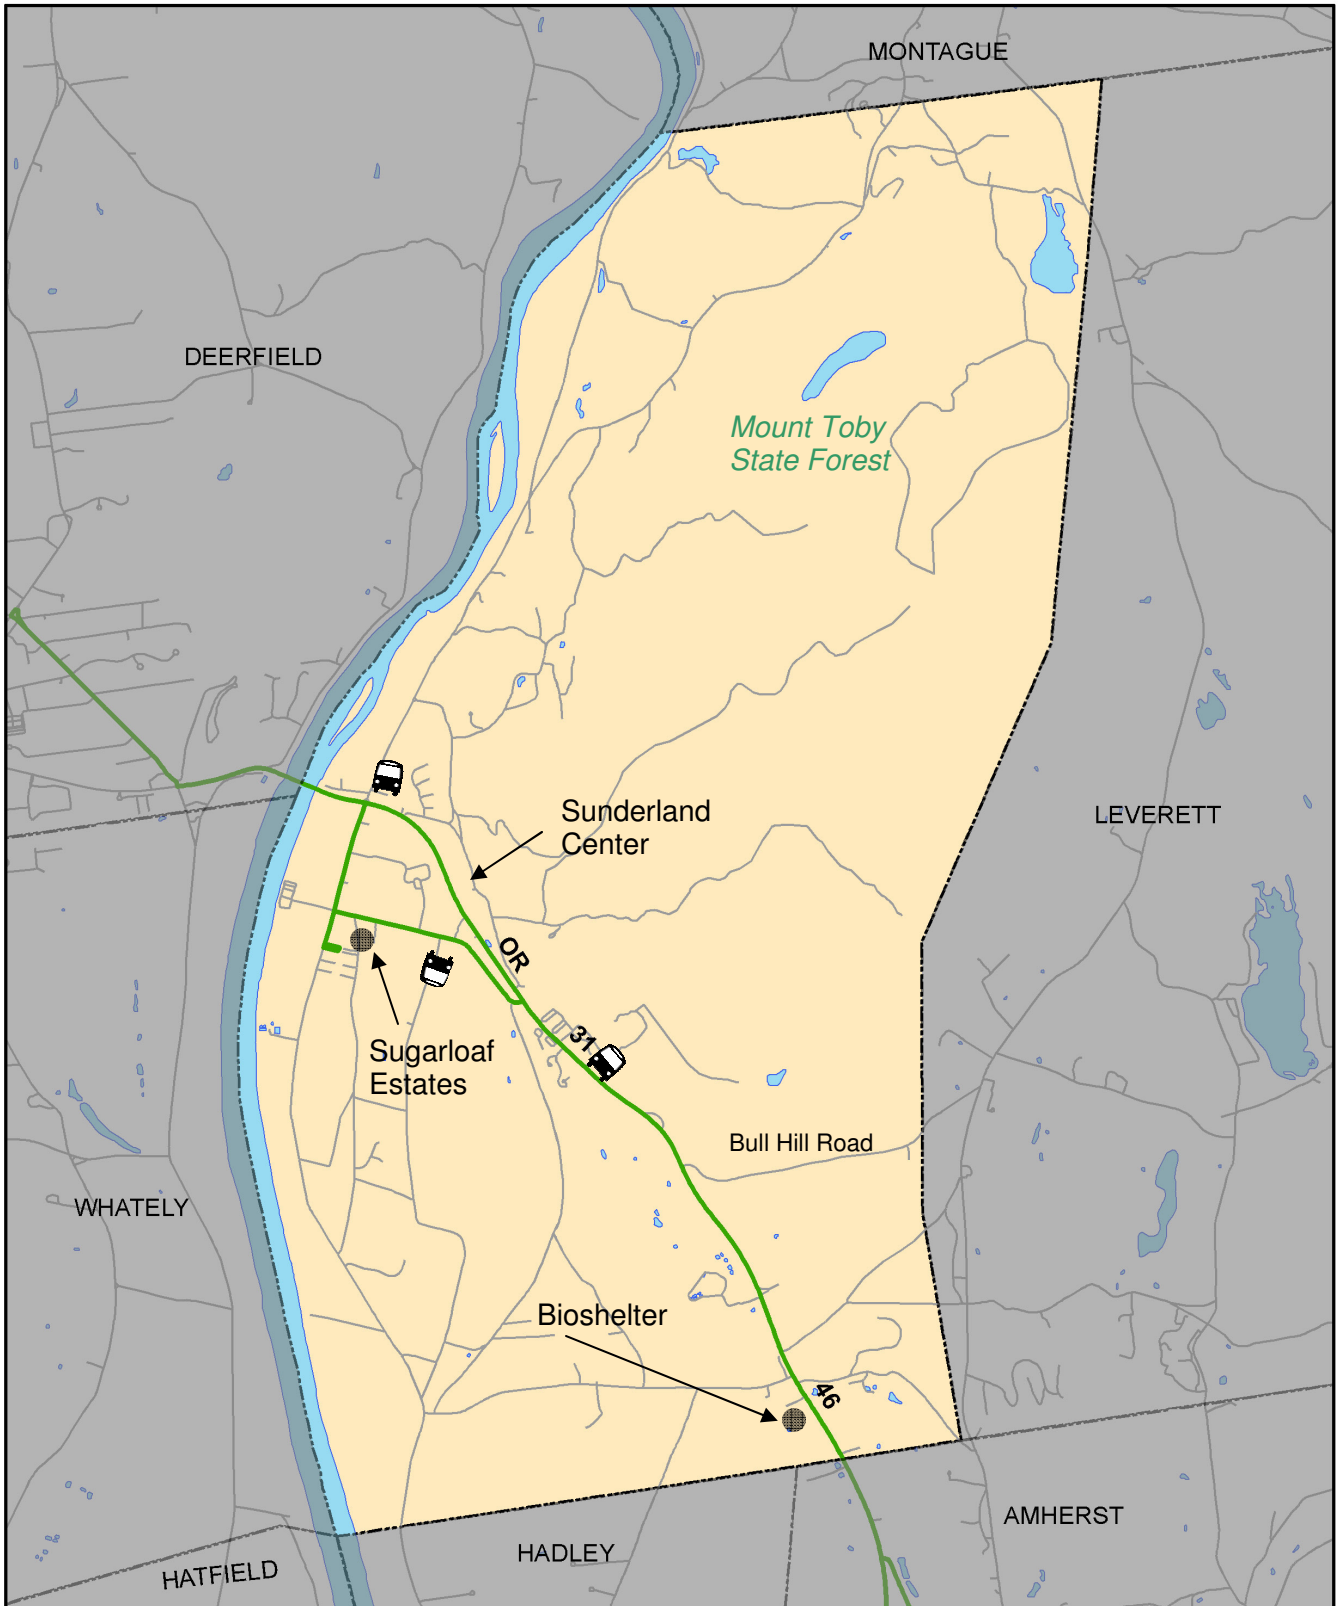 MONTAGUE
DEERFIELD
Mount Toby
State Forest
Sunderland
Center
LEVERETT
OR
31
Sugarloaf
Estates
Bull Hill Road
WHATELY
Bioshelter
46
AMHERST
HADLEY
HATFIELD